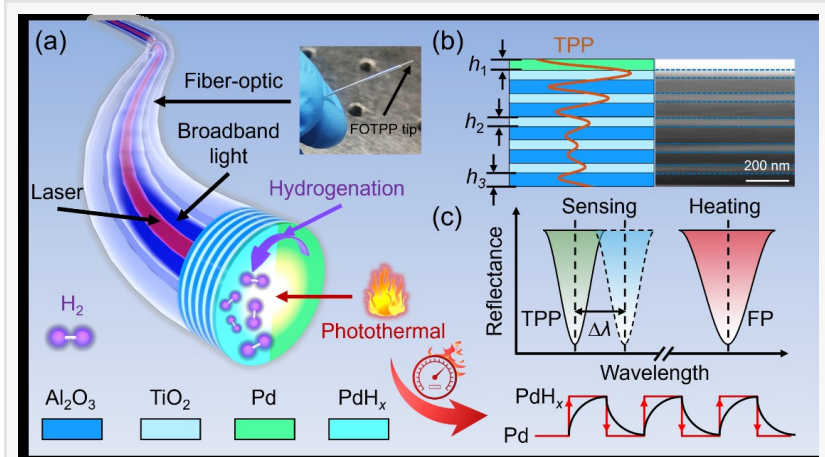 (a)
Fiber-optic
FOTPP tip
Broadband
light
Laser
Hydrogenation
H₂
Photothermal
Al₂O₃
TiO₂
Pd
PdHₓ
(b)
TPP
h₁
h₂
h₃
200 nm
(c)
Sensing
Heating
Reflectance
TPP
Δλ
FP
Wavelength
PdHₓ
Pd